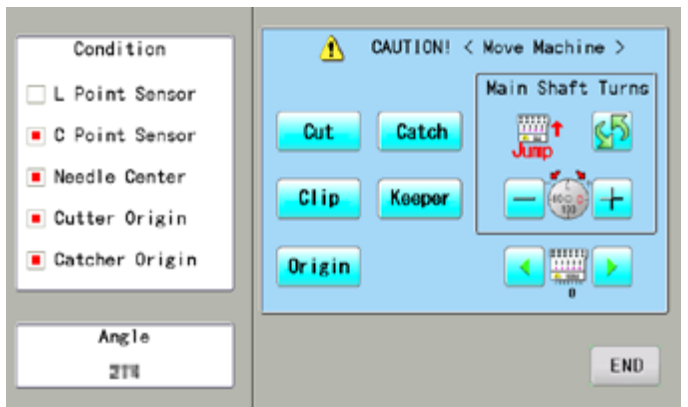 Condition
L Point Sensor
C Point Sensor
Needle Center
Cutter Origin
Catcher Origin
Angle
CAUTION! < Move Machine >
Main Shaft Turns
Cut
Catch
Jump
Clip
Keeper
Origin
0
END